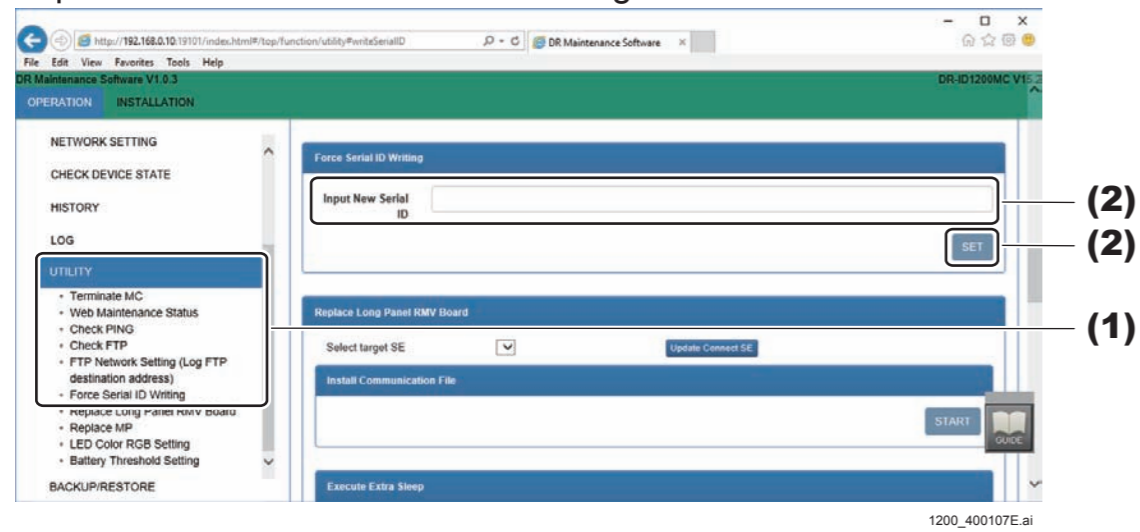 http://192.168.0.10:19101/index.html#/top/function/utility#writeSerialID
DR Maintenance Software
File Edit View Favorites Tools Help
DR Maintenance Software V1.0.3
DR-ID1200MC V15.2
OPERATION INSTALLATION
NETWORK SETTING
CHECK DEVICE STATE
HISTORY
LOG
UTILITY
• Terminate MC
• Web Maintenance Status
• Check PING
• Check FTP
• FTP Network Setting (Log FTP
destination address)
• Force Serial ID Writing
• Replace Long Panel RMV Board
• Replace MP
• LED Color RGB Setting
• Battery Threshold Setting
BACKUP/RESTORE
Force Serial ID Writing
Input New Serial
ID
SET
Replace Long Panel RMV Board
Select target SE
Update Connect SE
Install Communication File
START
GUIDE
Execute Extra Sleep
(2)
(2)
(1)
1200_400107E.ai